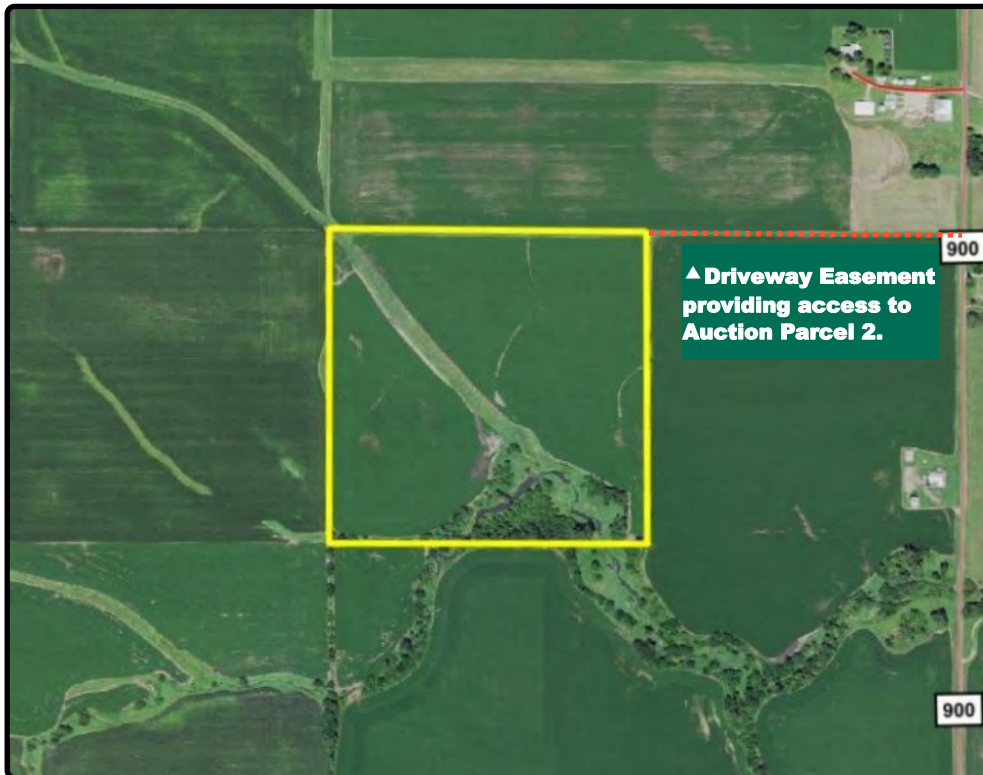 900
▲Driveway Easement
providing access to
Auction Parcel 2.
900